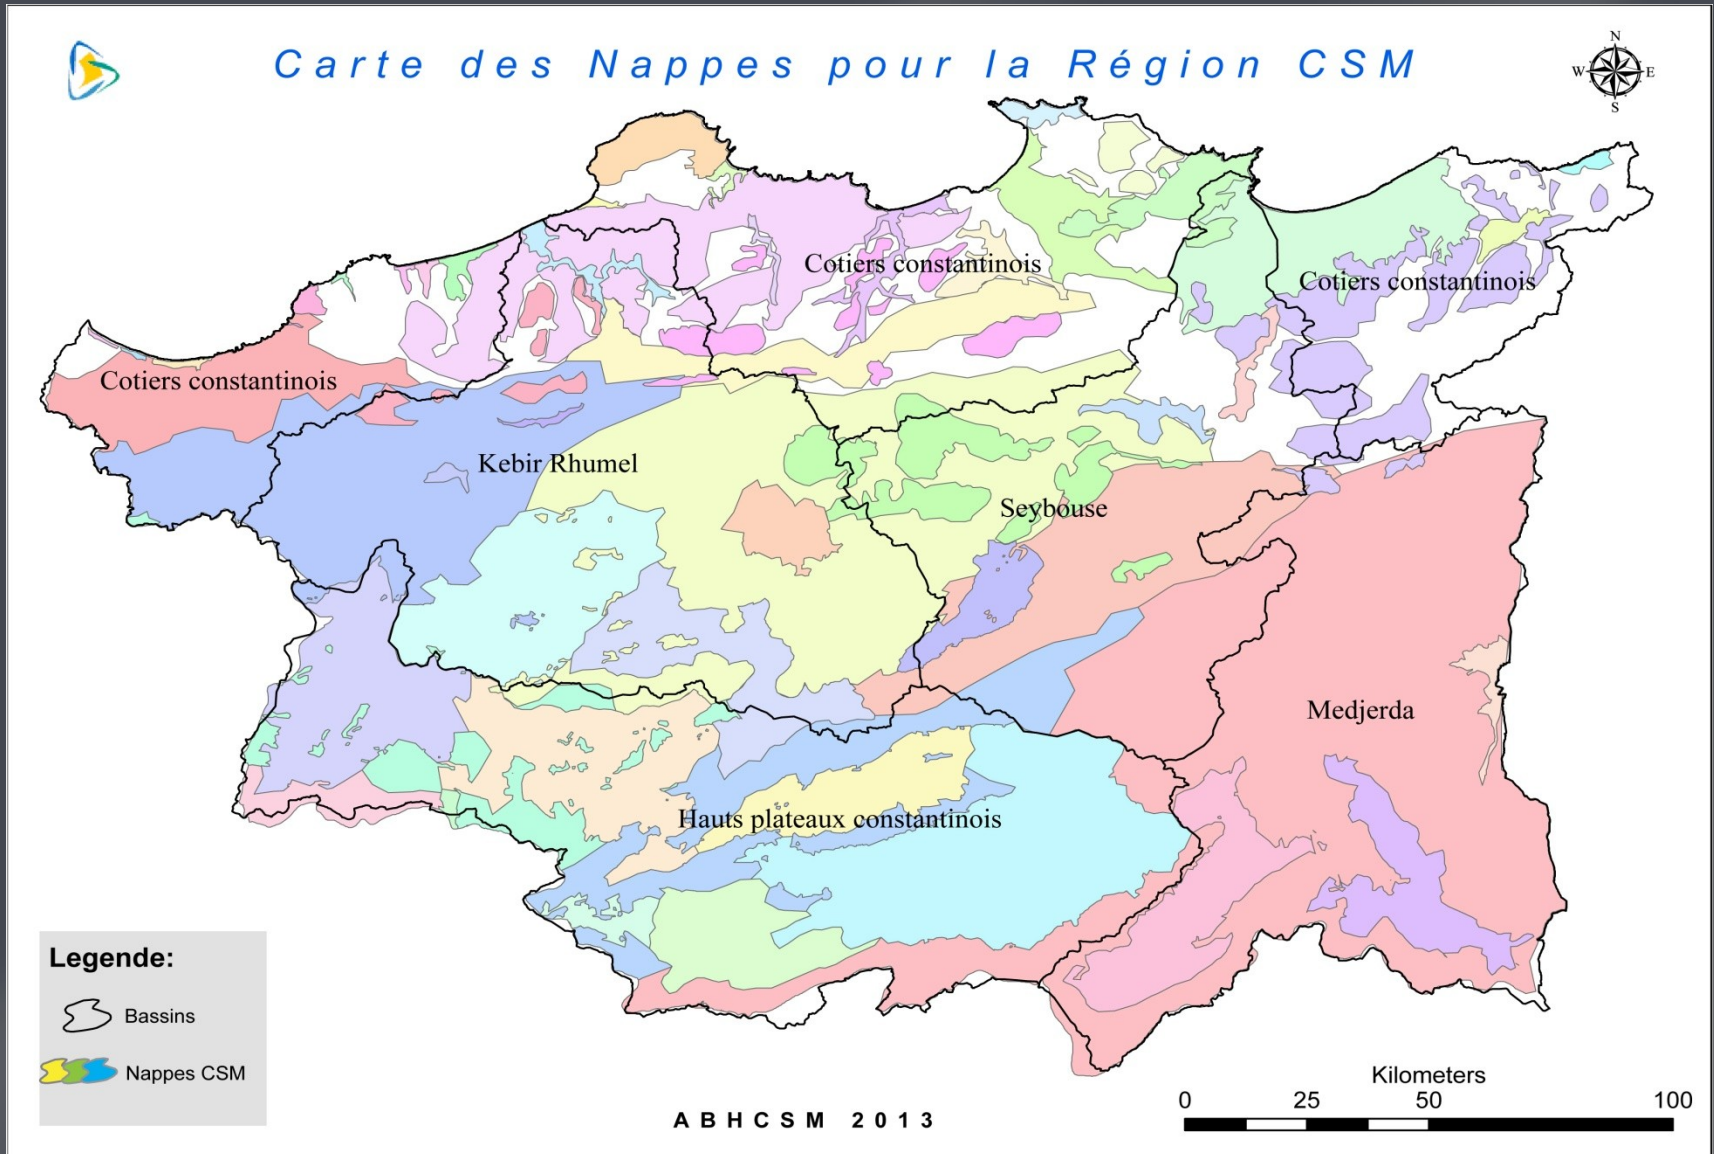 Carte des Nappes pour la Région CSM
N
W E
S
Cotiers constantinois
Cotiers constantinois
Cotiers constantinois
Kebir Rhumel
Seybouse
Medjerda
Hauts plateaux constantinois
Legende:
Bassins
Nappes CSM
Kilometers
0 25 50 100
ABHCSM 2013